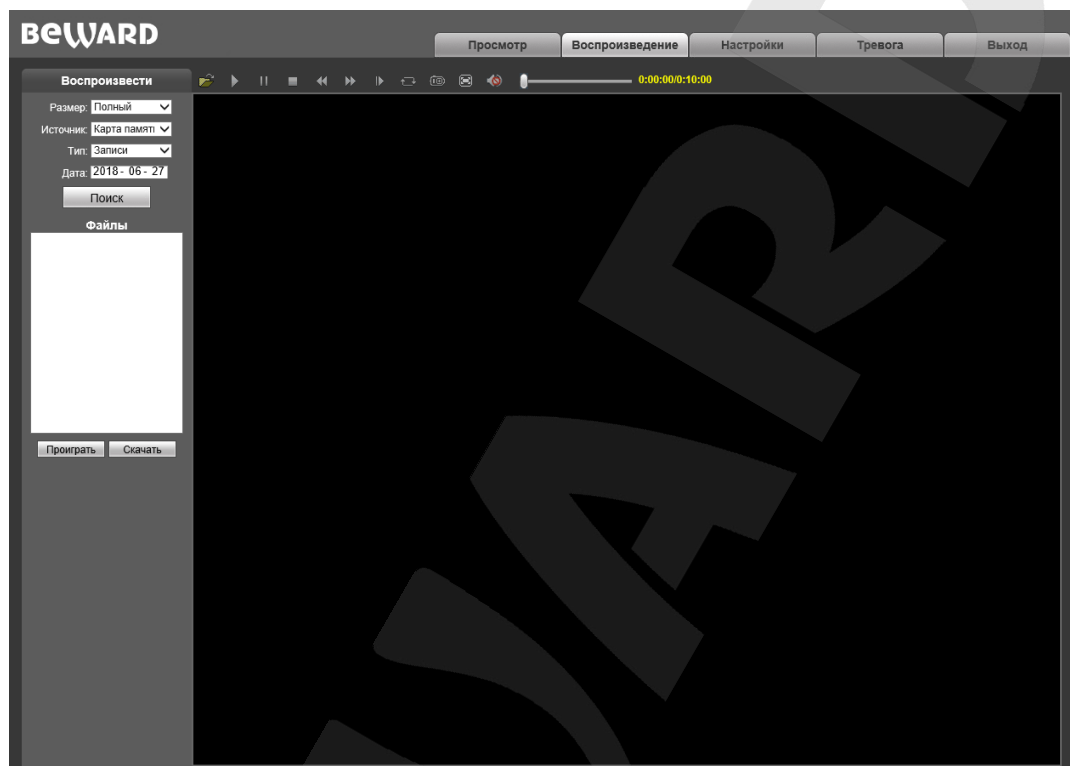 BEWARD
Просмотр Воспроизведение Настройки Тревога Выход
Воспроизвести 0:00:00/0:10:00
Размер: Полный
Источник: Карта памяти
Тип: Записи
Дата: 2018 - 06 - 27
Поиск
Файлы
Проиграть Скачать